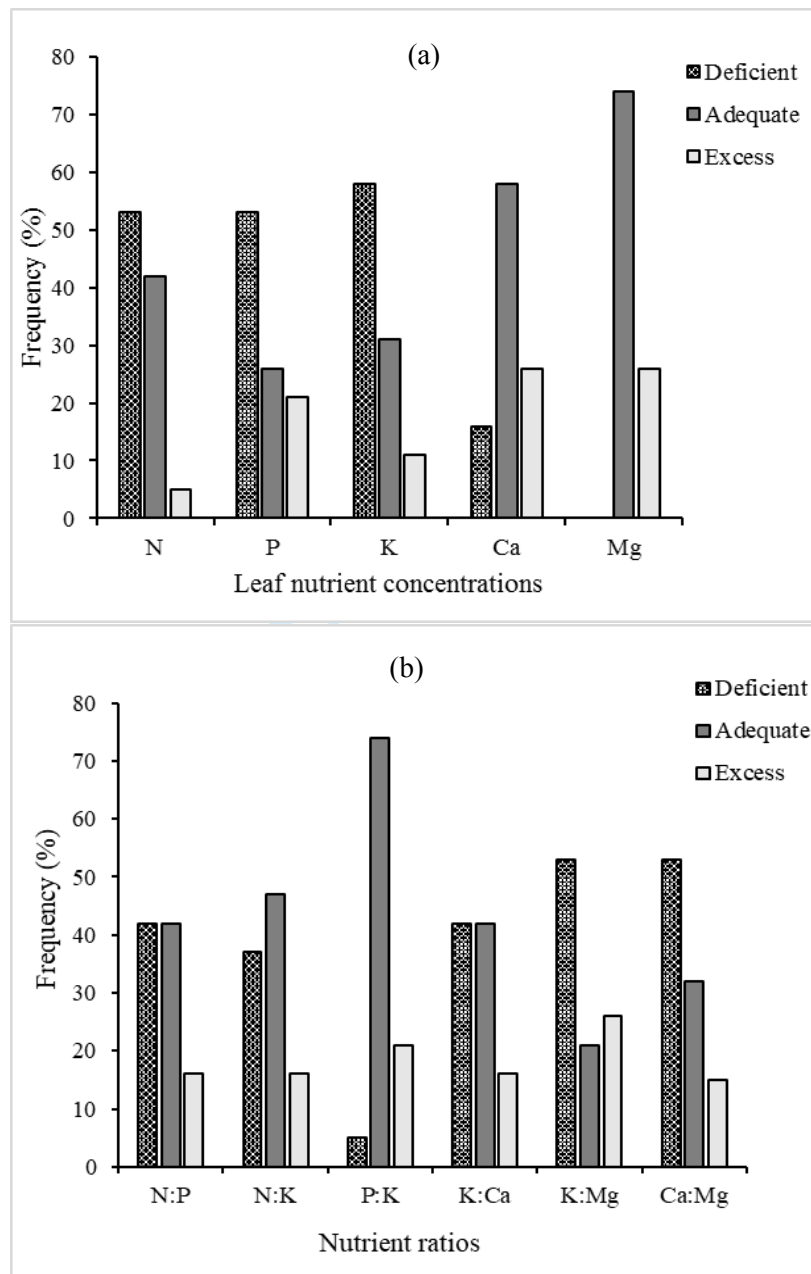 (a)
80
70
60
50
40
30
20
10
0
Frequency (%)
Deficient
Adequate
Excess
N P K Ca Mg
Leaf nutrient concentrations
(b)
80
70
60
50
40
30
20
10
0
Frequency (%)
Deficient
Adequate
Excess
N:P N:K P:K K:Ca K:Mg Ca:Mg
Nutrient ratios